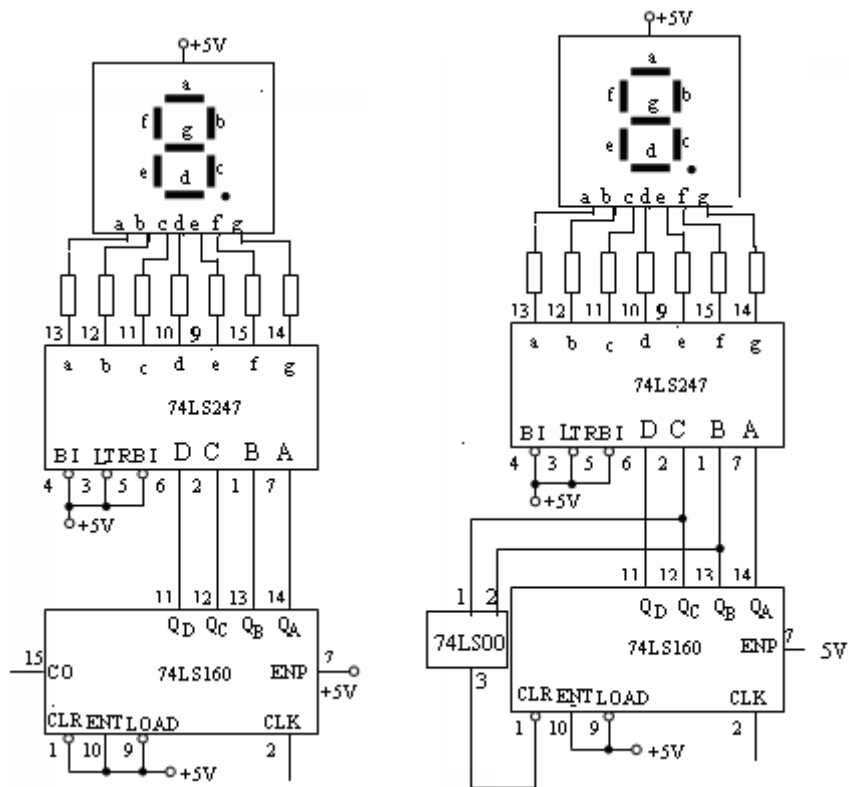 +5V
a
f g b
e d c
a b c d e f g
13 12 11 10 9 15 14
a b c d e f g
74LS247
BI LT RBI D C B A
4 3 5 6 2 1 7
+5V
11 12 13 14
QD QC QB QA
15 CO 74LS160 ENP 7
+5V
CLR ENT LOAD CLK
1 10 9 2
+5V
+5V
a
f g b
e d c
a b c d e f g
13 12 11 10 9 15 14
a b c d e f g
74LS247
BI LT RBI D C B A
4 3 5 6 2 1 7
+5V
11 12 13 14
1 2
QD QC QB QA
74LS00 74LS160 ENP 7 5V
3
CLR ENT LOAD CLK
1 10 9 2
+5V